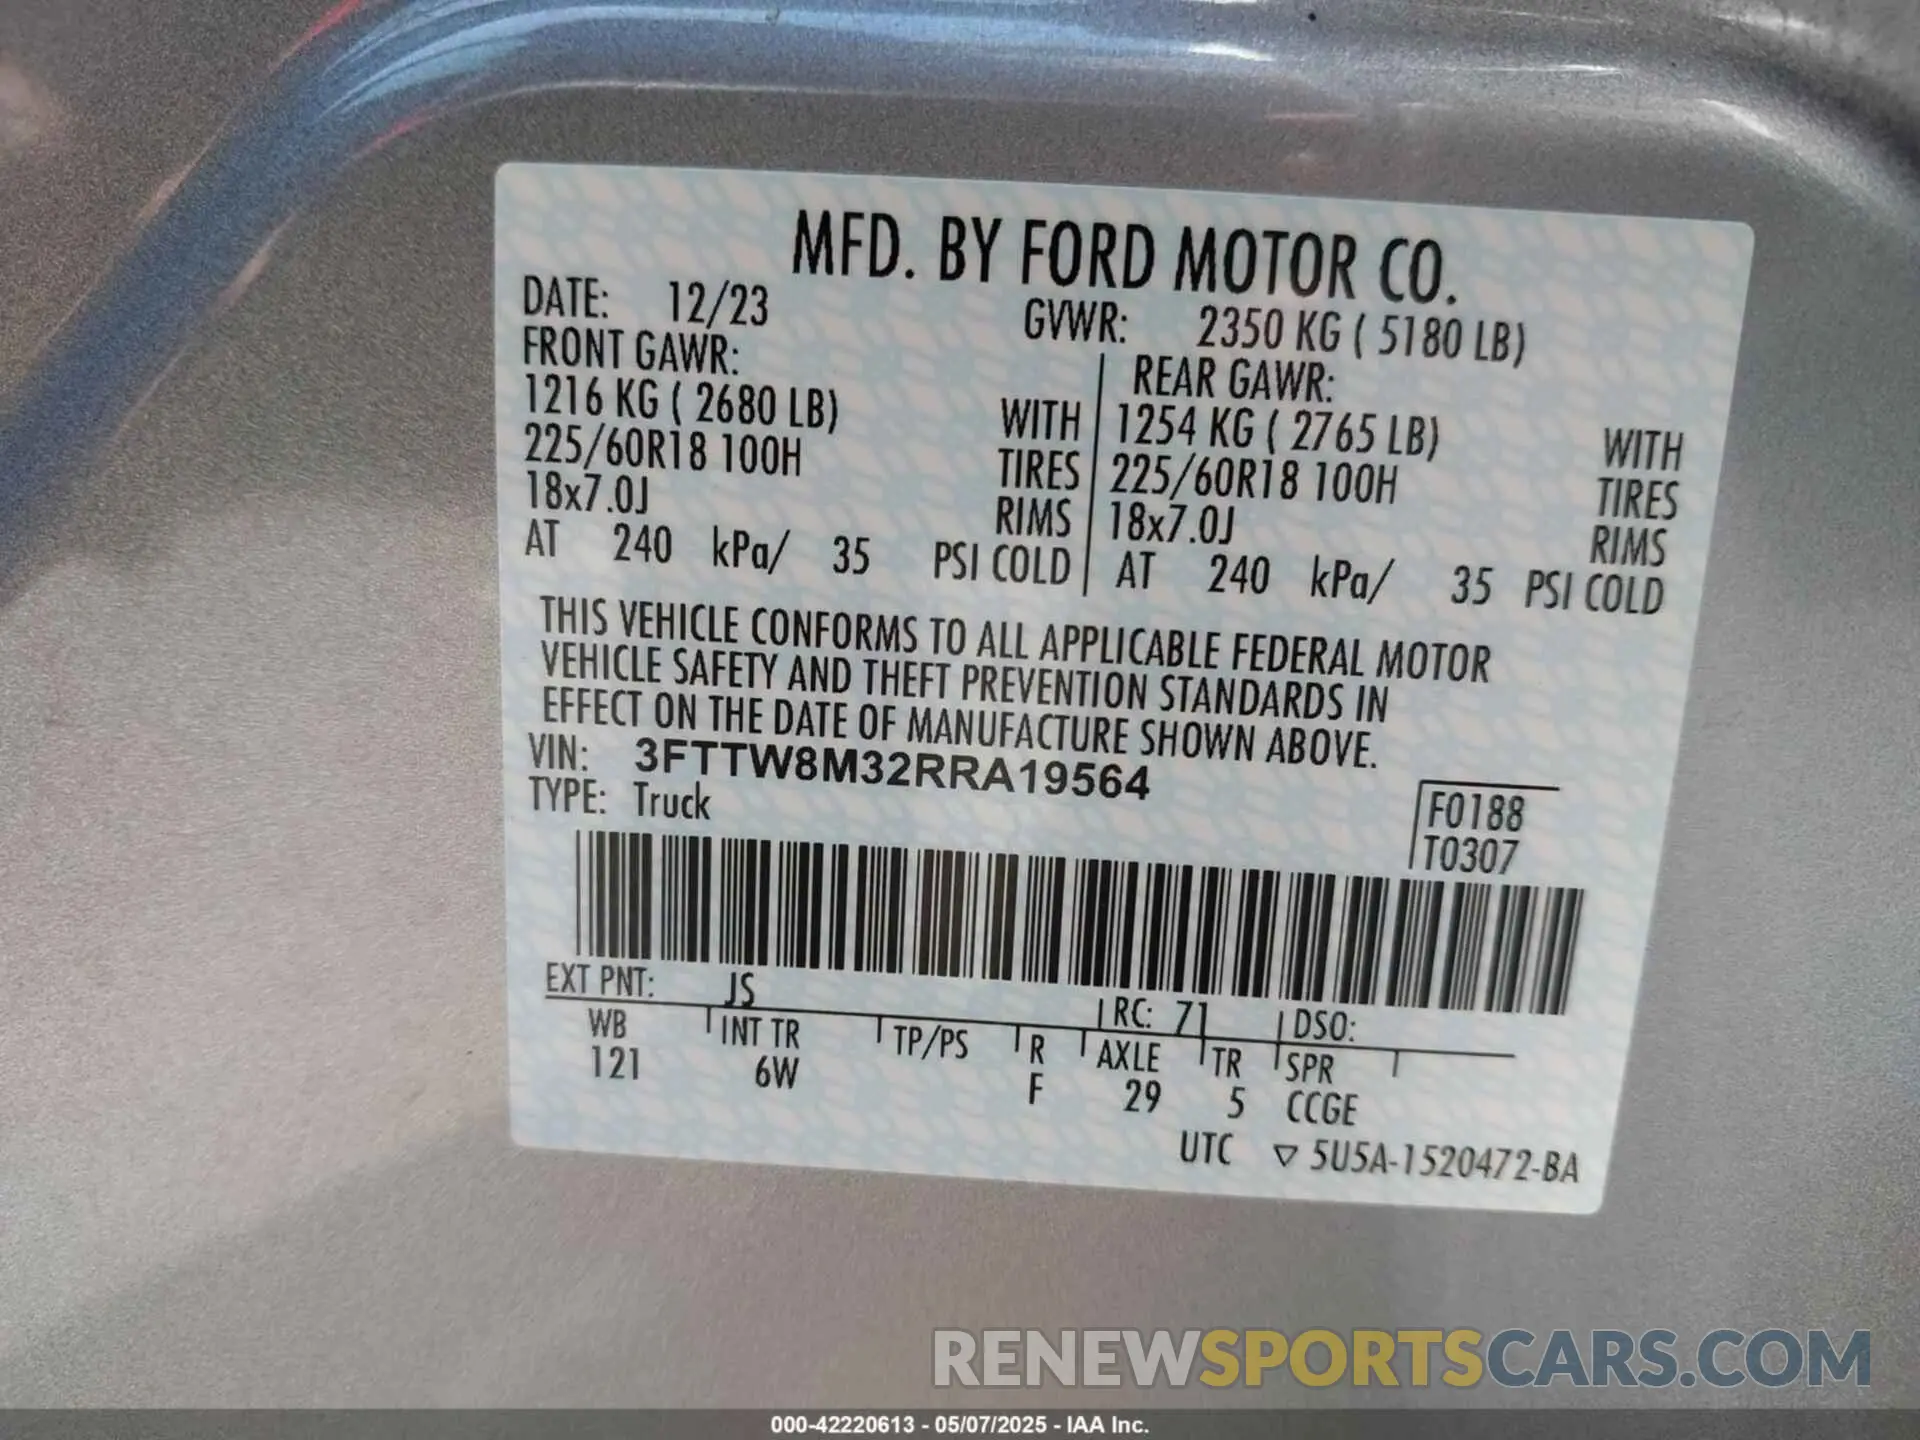 MFD. BY FORD MOTOR CO.
DATE: 12/23 GVWR: 2350 KG ( 5180 LB)
FRONT GAWR: REAR GAWR:
1216 KG ( 2680 LB) WITH 1254 KG ( 2765 LB) WITH
225/60R18 100H TIRES 225/60R18 100H TIRES
18x7.0J RIMS 18x7.0J RIMS
AT 240 kPa/ 35 PSI COLD AT 240 kPa/ 35 PSI COLD
THIS VEHICLE CONFORMS TO ALL APPLICABLE FEDERAL MOTOR
VEHICLE SAFETY AND THEFT PREVENTION STANDARDS IN
EFFECT ON THE DATE OF MANUFACTURE SHOWN ABOVE.
VIN: 3FTTW8M32RRA19564
TYPE: Truck
F0188
T0307
EXT PNT: JS RC: 71 DSO:
WB INT TR TP/PS R AXLE TR SPR
121 6W F 29 5 CCGE
UTC ▽ 5U5A-1520472-BA
RENEWSPORTSCARS.COM
000-42220613 - 05/07/2025 - IAA Inc.